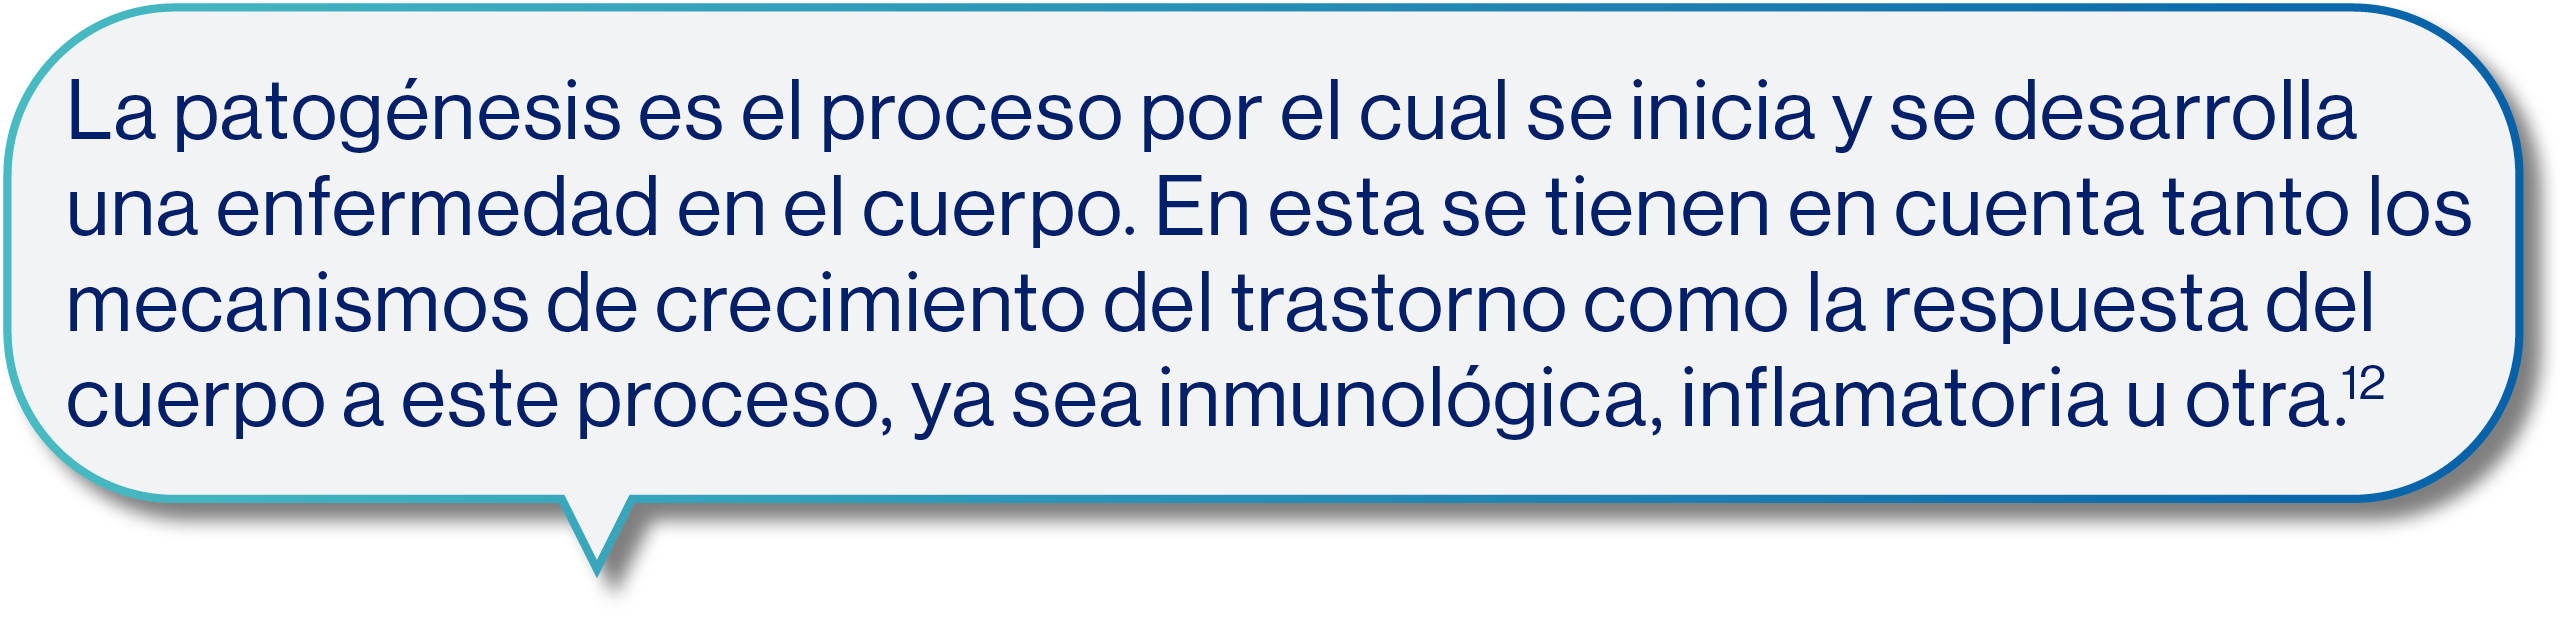 La patogénesis es el proceso por el cual se inicia y se desarrolla
una enfermedad en el cuerpo. En esta se tienen en cuenta tanto los
mecanismos de crecimiento del trastorno como la respuesta del
cuerpo a este proceso, ya sea inmunológica, inflamatoria u otra.¹²